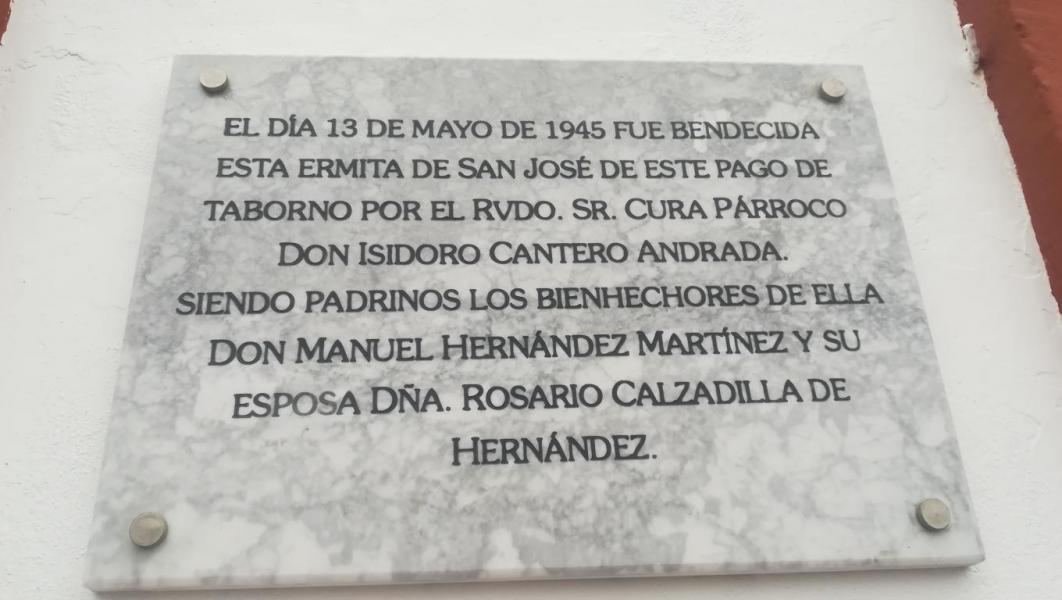 EL DÍA 13 DE MAYO DE 1945 FUE BENDECIDA
ESTA ERMITA DE SAN JOSÉ DE ESTE PAGO DE
TABORNO POR EL RVDO. SR. CURA PÁRROCO
DON ISIDORO CANTERO ANDRADA.
SIENDO PADRINOS LOS BIENHECHORES DE ELLA
DON MANUEL HERNÁNDEZ MARTÍNEZ Y SU
ESPOSA DÑA. ROSARIO CALZADILLA DE
HERNÁNDEZ.